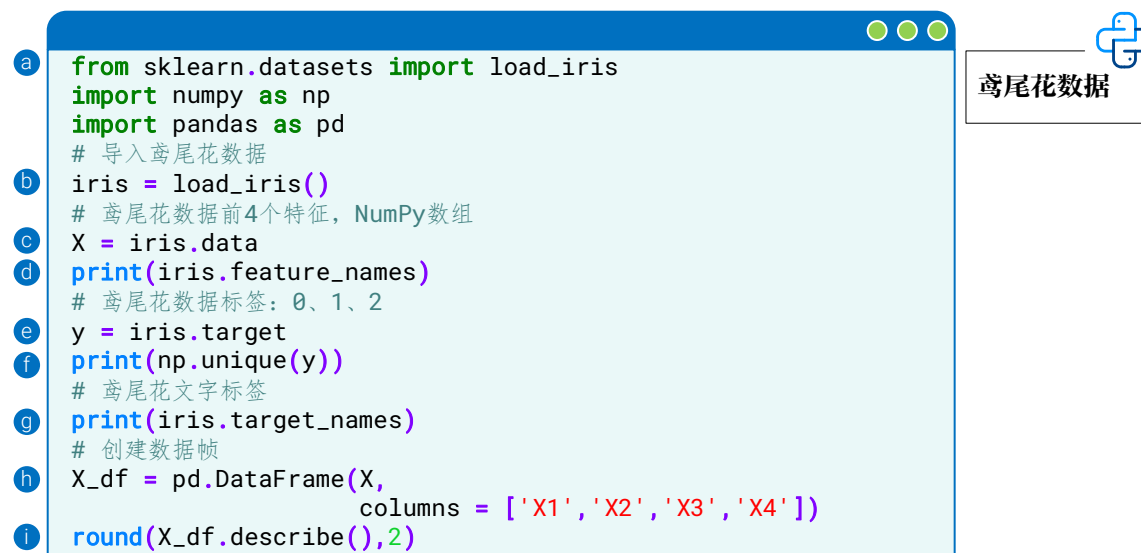 a from sklearn.datasets import load_iris
import numpy as np
鸢尾花数据
import pandas as pd
# 导入鸢尾花数据
b iris = load_iris()
# 鸢尾花数据前4个特征，NumPy数组
c X = iris.data
d print(iris.feature_names)
# 鸢尾花数据标签：0、1、2
e y = iris.target
f print(np.unique(y))
# 鸢尾花文字标签
g print(iris.target_names)
# 创建数据帧
h X_df = pd.DataFrame(X,
columns = ['X1','X2','X3','X4'])
i round(X_df.describe(),2)